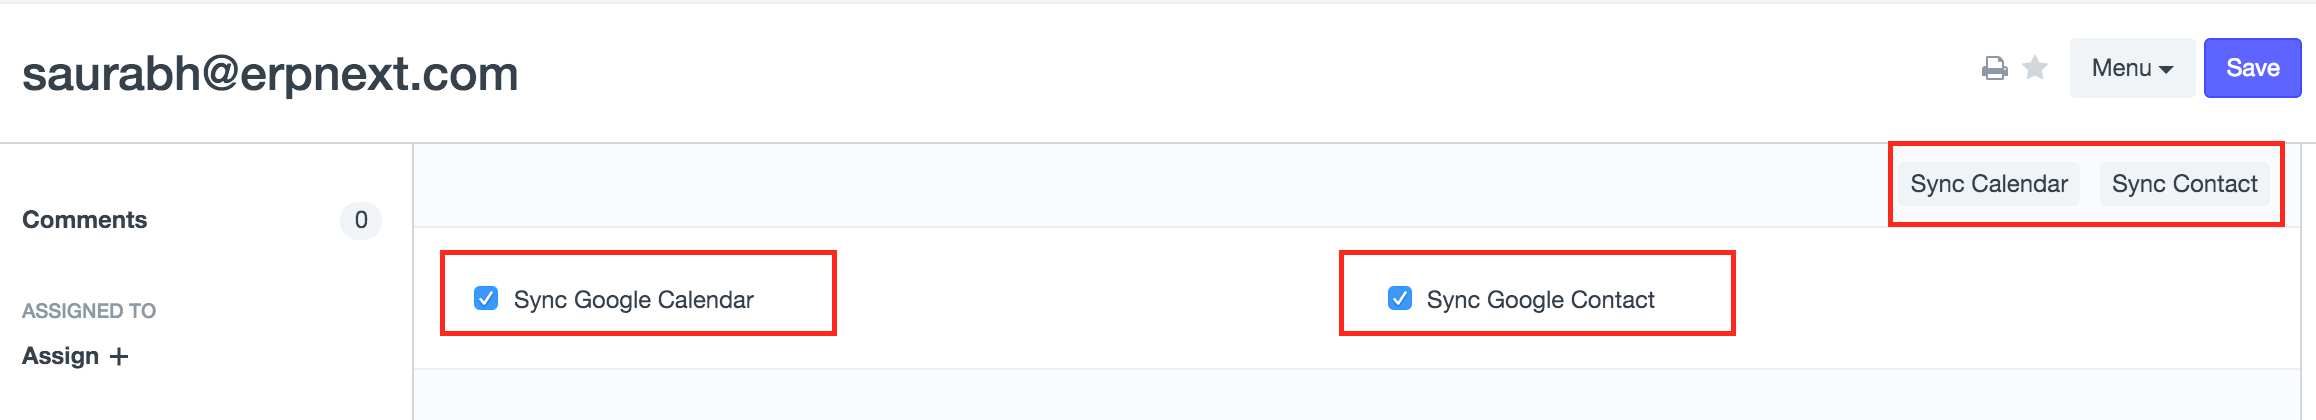 saurabh@erpnext.com
Menu
Save
Sync Calendar
Sync Contact
Comments
0
Sync Google Calendar
Sync Google Contact
ASSIGNED TO
Assign +